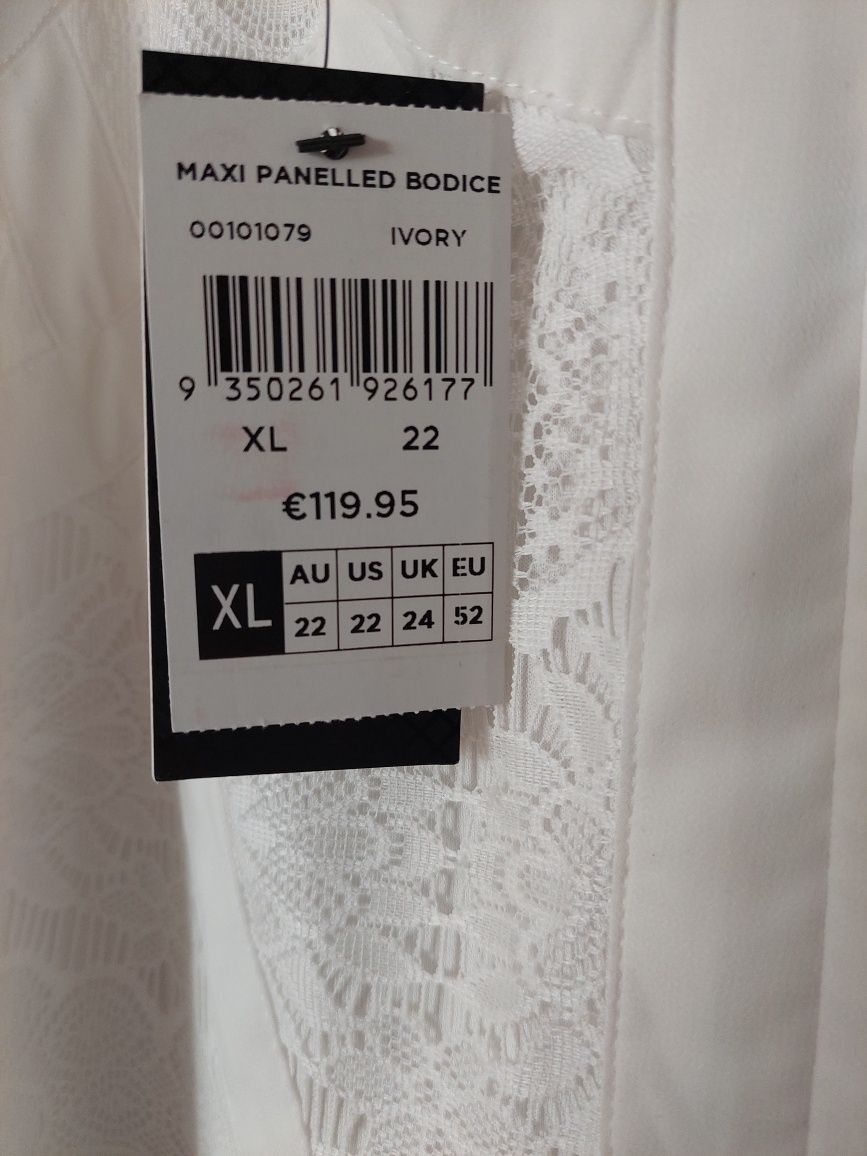 MAXI PANELLED BODICE
00101079 IVORY
9 350261 926177
XL 22
€119.95
XL AU US UK EU
22 22 24 52